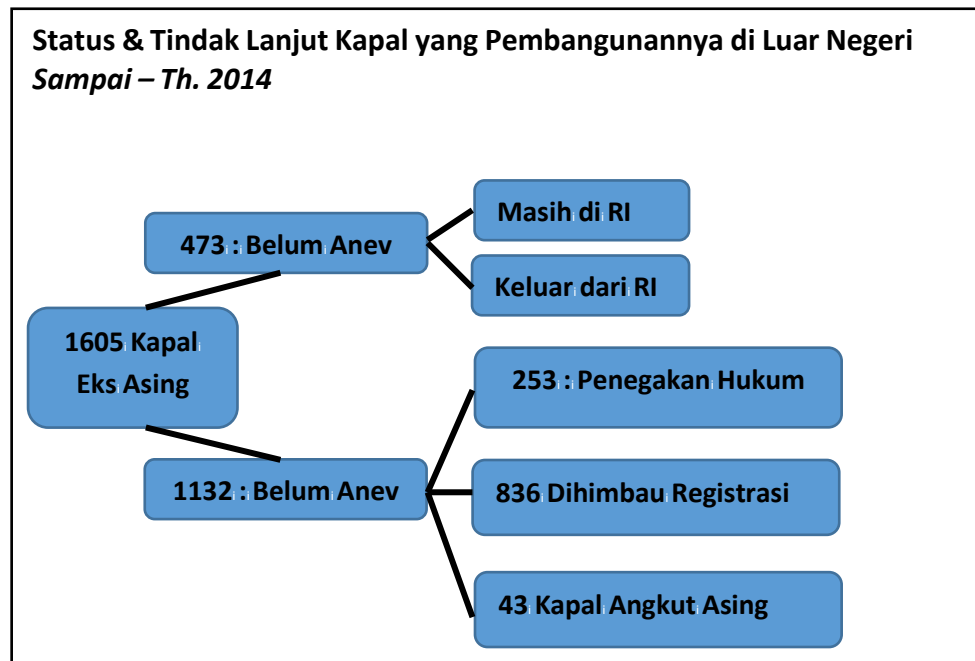 Status & Tindak Lanjut Kapal yang Pembangunannya di Luar Negeri
Sampai – Th. 2014
Masih di RI
473 : Belum Anev
Keluar dari RI
1605 Kapal
Eks Asing
253 : Penegakan Hukum
1132 : Belum Anev
836 Dihimbau Registrasi
43 Kapal Angkut Asing